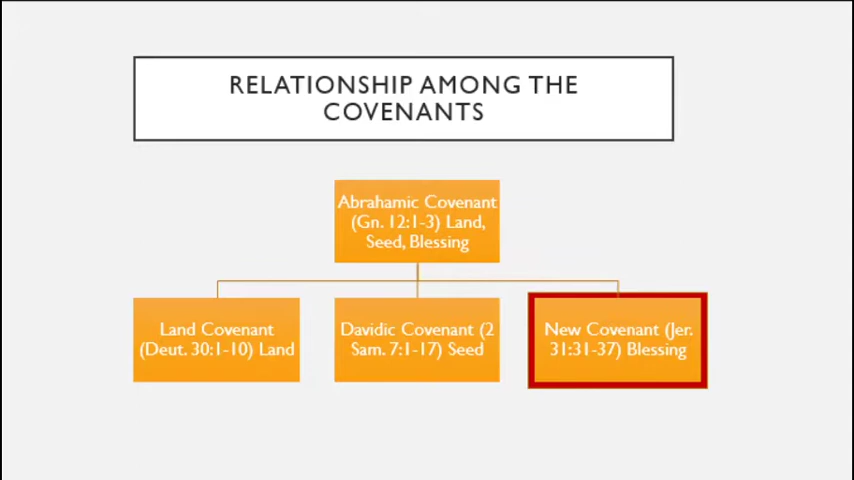 RELATIONSHIP AMONG THE
COVENANTS
Abrahamic Covenant
(Gn. 12:1-3) Land,
Seed, Blessing
Land Covenant
(Deut. 30:1-10) Land
Davidic Covenant (2
Sam. 7:1-17) Seed
New Covenant (Jer.
31:31-37) Blessing